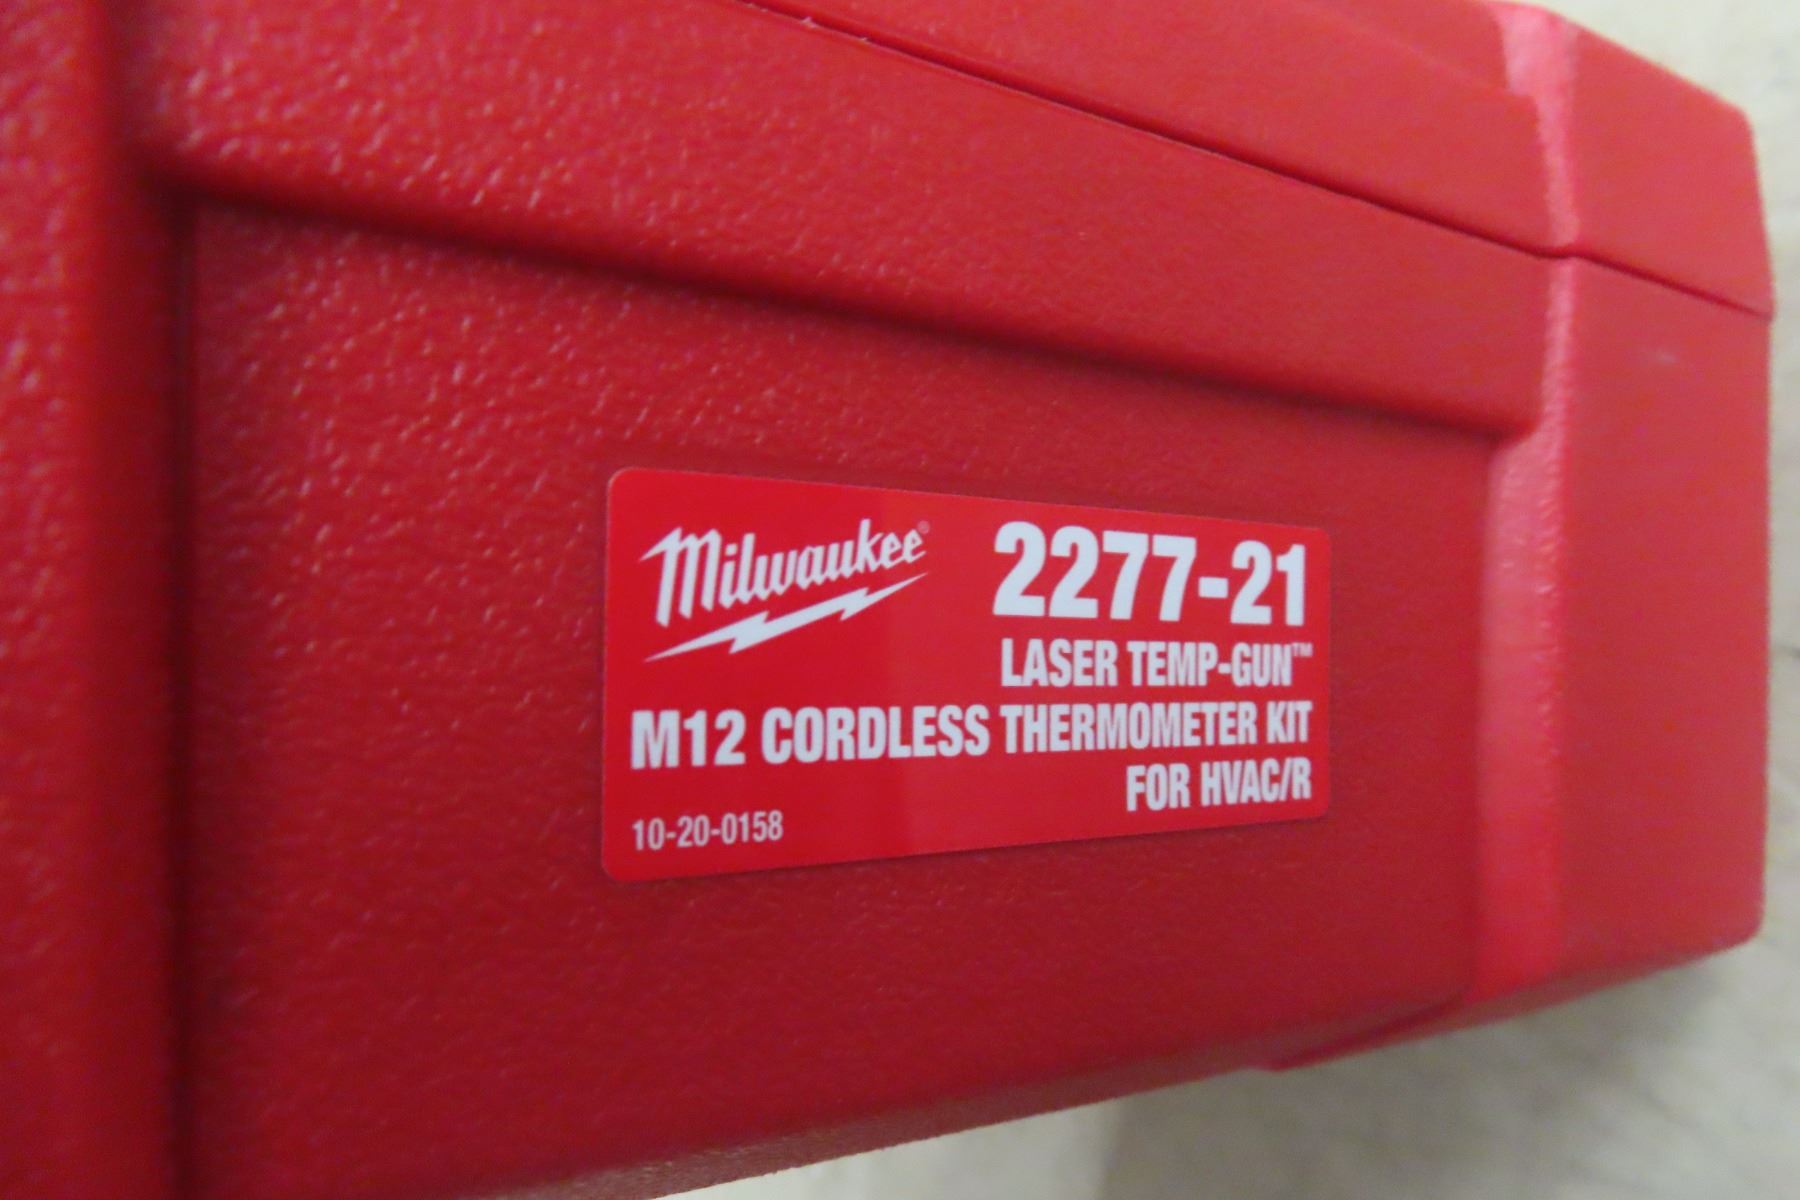 Milwaukee®
2277-21
LASER TEMP-GUN™
M12 CORDLESS THERMOMETER KIT
FOR HVAC/R
10-20-0158